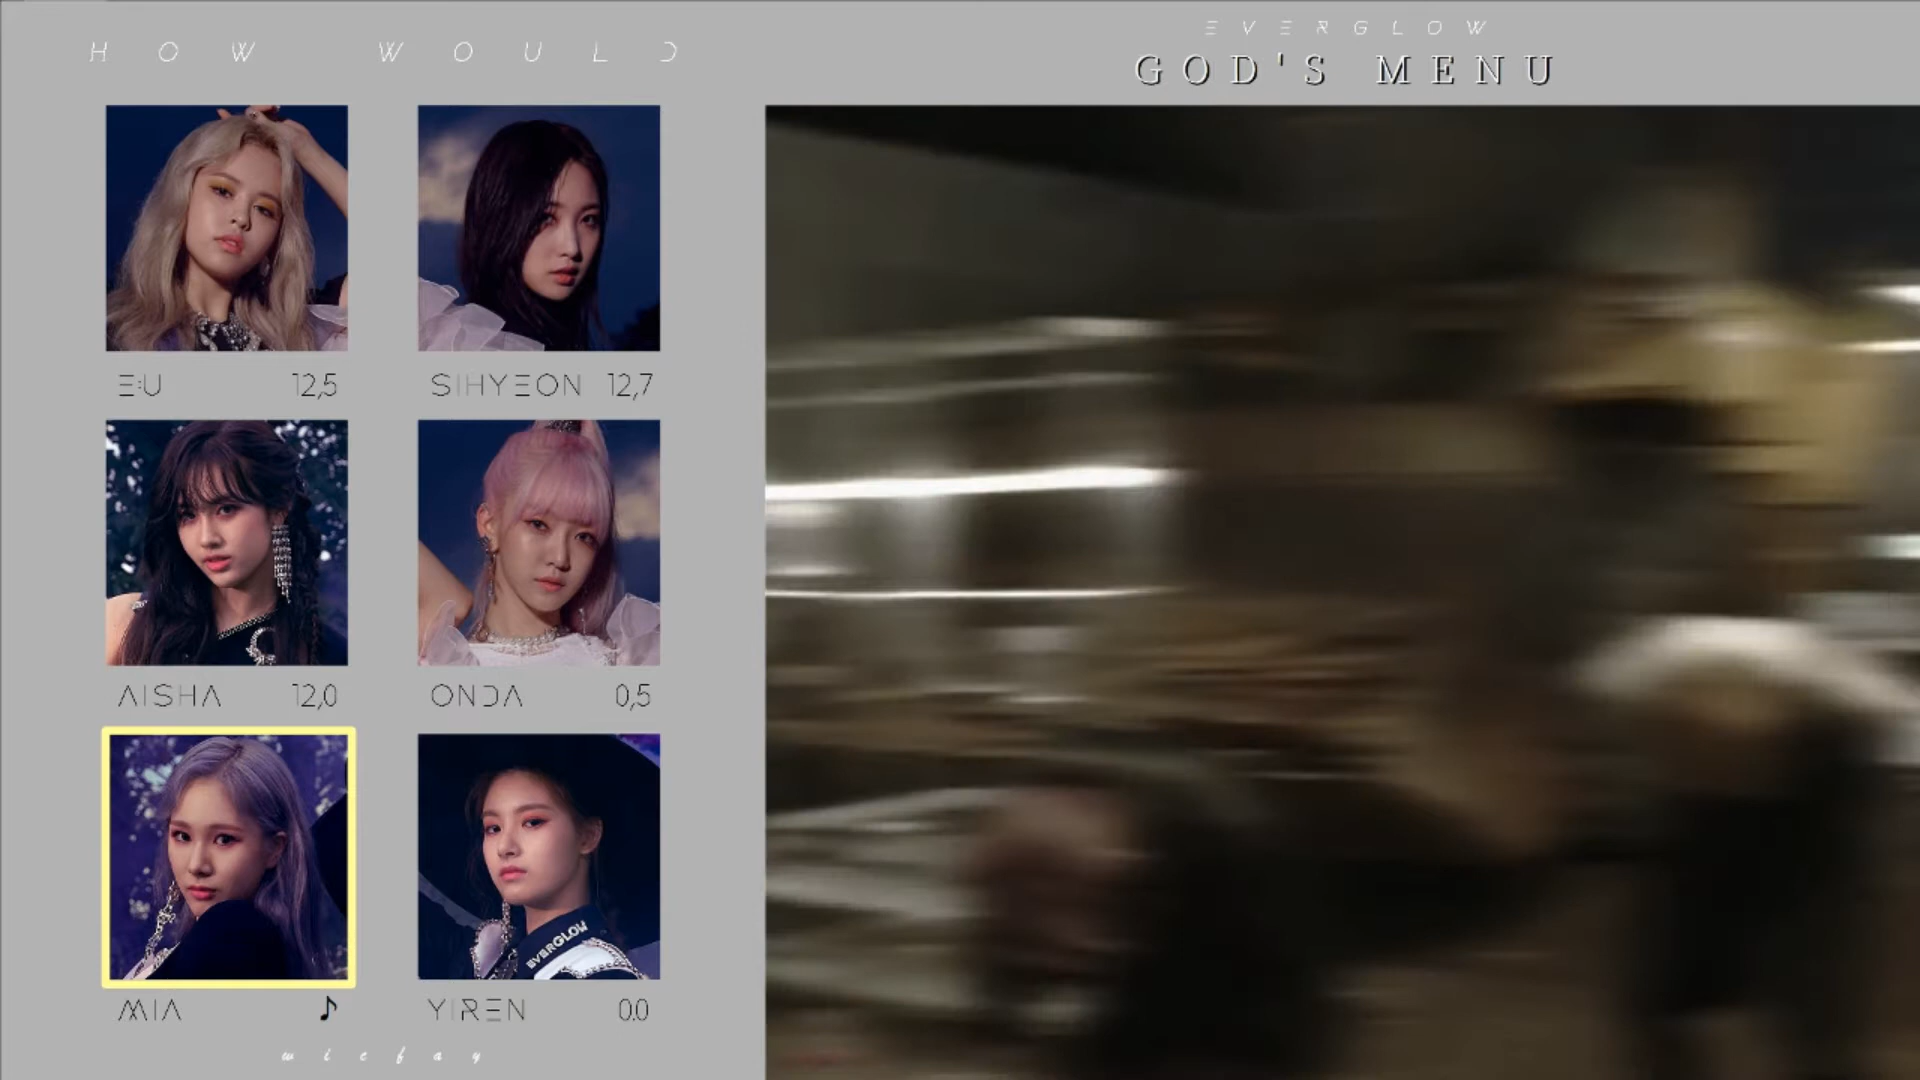 HOW WOULD
EVERGLOW
GOD'S MENU
E:U 12,5
SIHYEON 12,7
AISHA 12,0
ONDA 0,5
EVERGLOW
MIA ♪
YIREN 0.0
wicfay